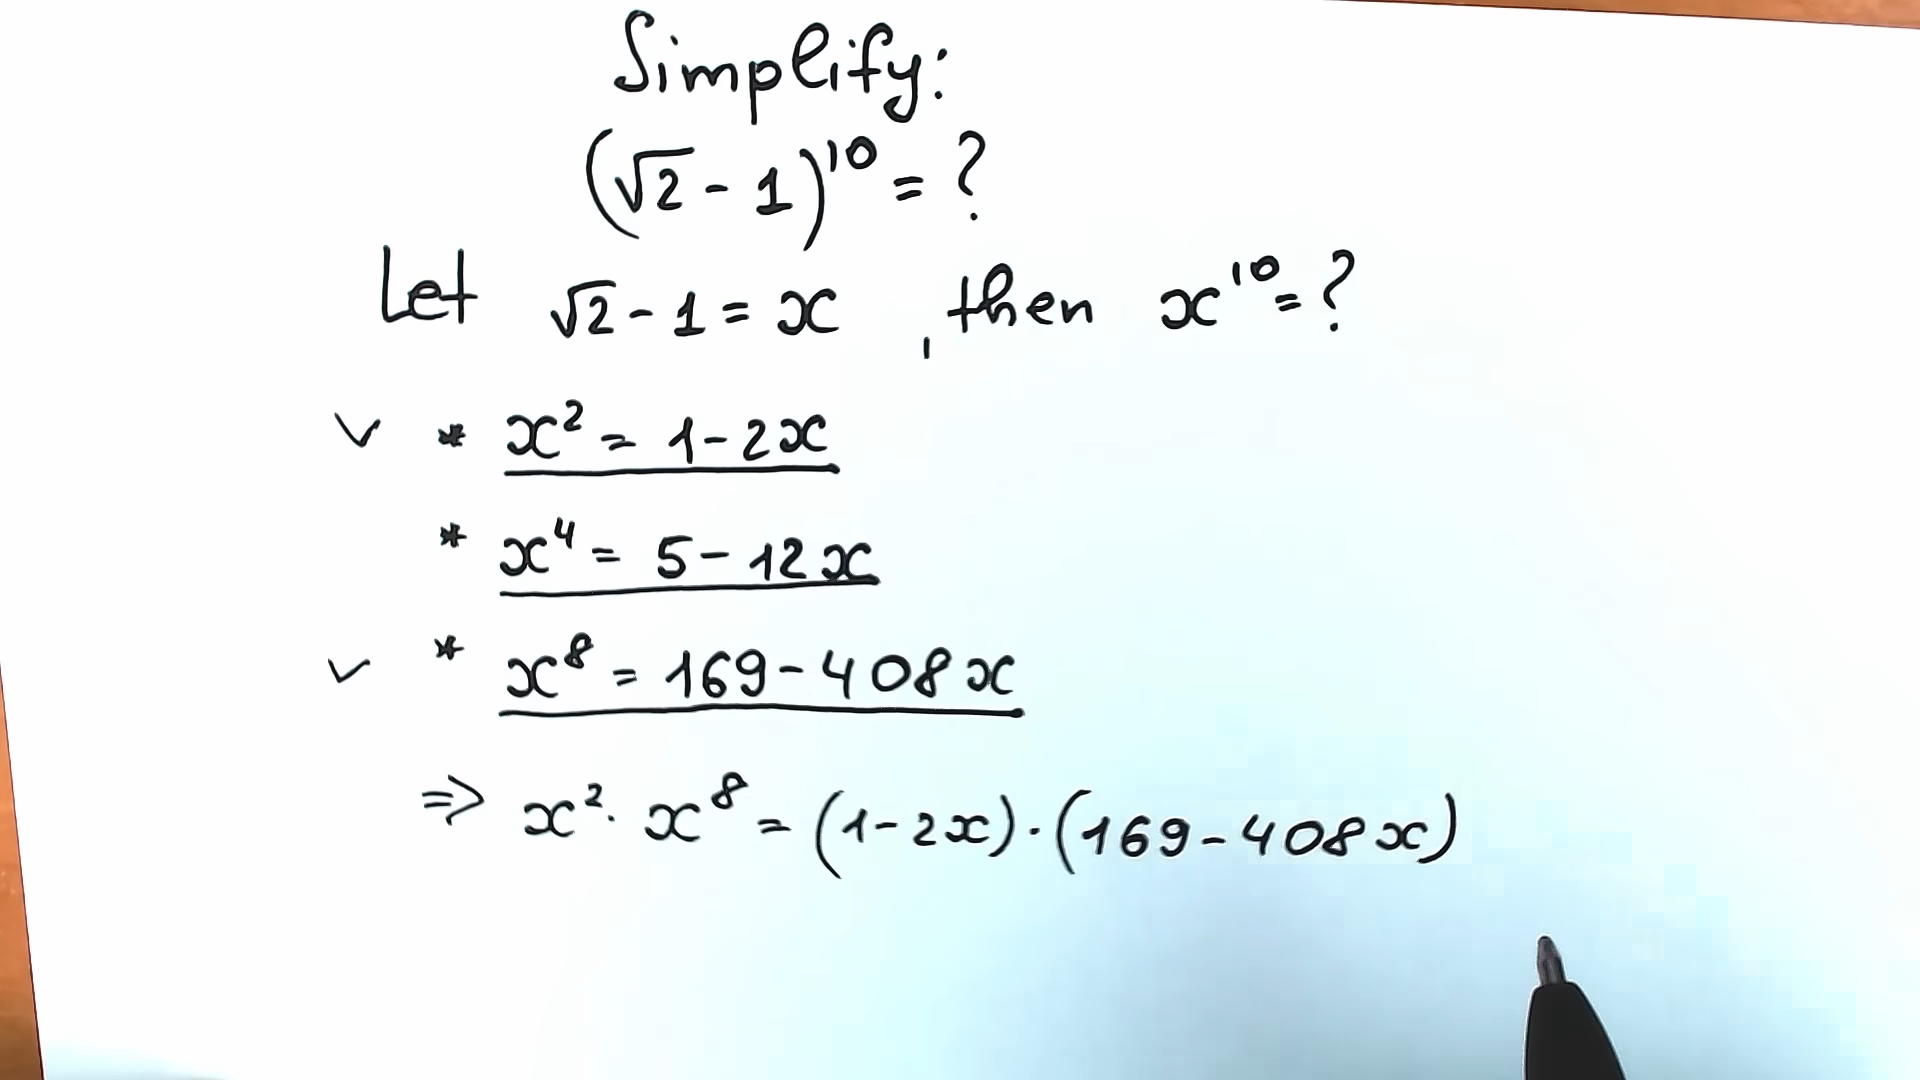 Simplify:
(√2 - 1)¹⁰ = ?
Let √2 - 1 = x , then x¹⁰ = ?
✓ * x² = 1 - 2x
* x⁴ = 5 - 12x
✓ * x⁸ = 169 - 408x
⇒ x² · x⁸ = (1 - 2x) · (169 - 408x)